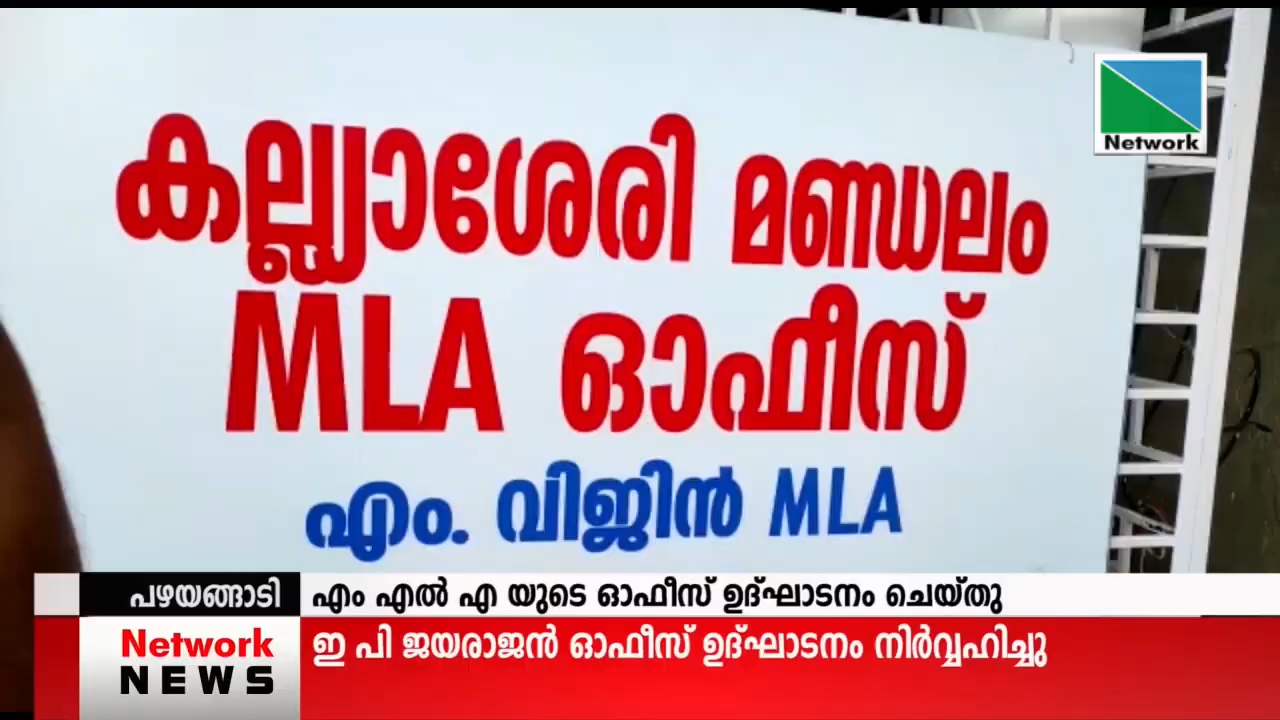 Network
കല്ല്യാശേരി മണ്ഡലം
MLA ഓഫീസ്
എം. വിജിൻ MLA
പഴയങ്ങാടി
എം എൽ എ യുടെ ഓഫീസ് ഉദ്ഘാടനം ചെയ്തു
Network
NEWS
ഇ പി ജയരാജൻ ഓഫീസ് ഉദ്ഘാടനം നിർവ്വഹിച്ചു